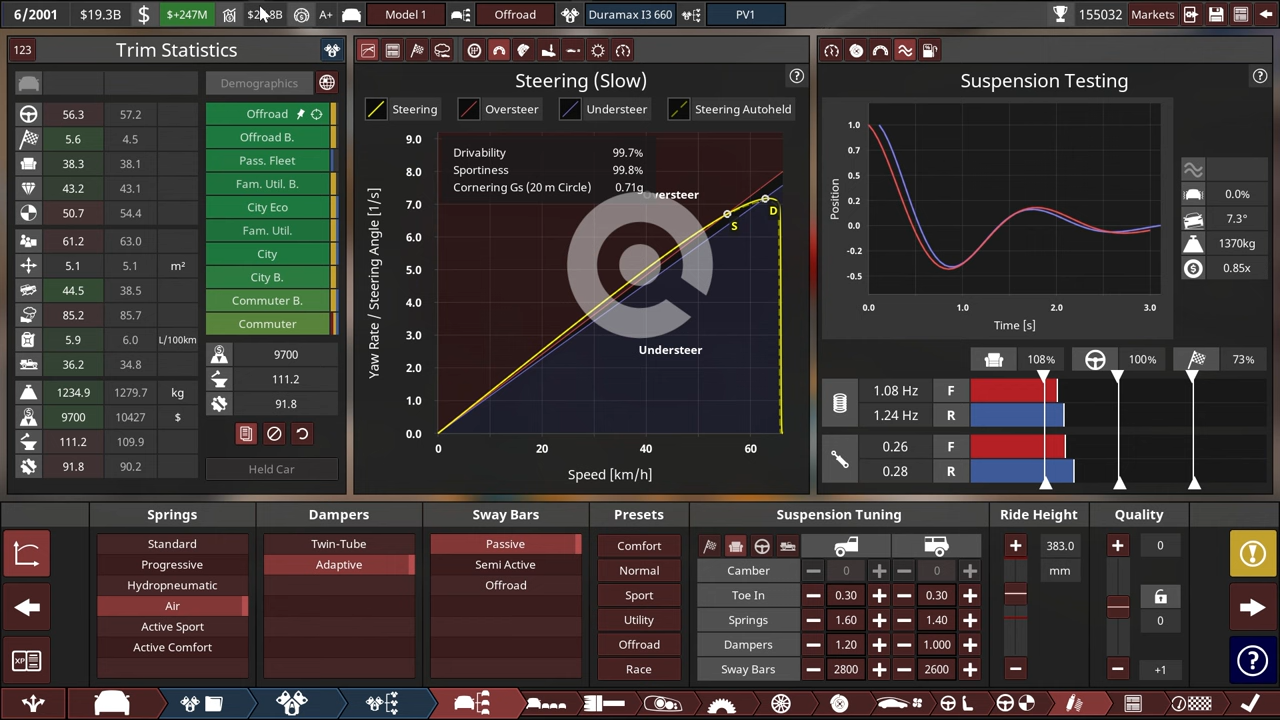 6/2001 $ $19.3B $+247M A+ Model 1 Offroad Duramax I3 660 PV1 155032 Markets
123 Trim Statistics
Demographics
56.3 57.2 Offroad
5.6 4.5 Offroad B.
38.3 38.1 Pass. Fleet
43.2 43.1 Fam. Util. B.
50.7 54.4 City Eco
61.2 63.0 Fam. Util.
5.1 5.1 m² City
44.5 38.5 City B.
85.2 85.7 Commuter B.
5.9 6.0 L/100km Commuter
36.2 34.8 9700
1234.9 1279.7 kg 111.2
9700 10427 $ 91.8
111.2 109.9
91.8 90.2 Held Car
Steering (Slow)
Steering Oversteer Understeer Steering Autoheld
Drivability 99.7%
Sportiness 99.8%
Cornering Gs (20 m Circle) 0.71g
Understeer
S
D
Yaw Rate / Steering Angle [1/s]
9.0
8.0
7.0
6.0
5.0
4.0
3.0
2.0
1.0
0.0
0 20 40 60
Speed [km/h]
Suspension Testing
Position
1.0
0.7
0.5
0.2
0.0
-0.2
-0.5
0.0 1.0 2.0 3.0
Time [s]
0.0%
7.3°
1370kg
0.85x
108% 100% 73%
1.08 Hz F
1.24 Hz R
0.26 F
0.28 R
Springs
Standard
Progressive
Hydropneumatic
Air
Active Sport
Active Comfort
Dampers
Twin-Tube
Adaptive
Sway Bars
Passive
Semi Active
Offroad
Presets
Comfort
Normal
Sport
Utility
Offroad
Race
Suspension Tuning
Camber 0 0
Toe In 0.30 0.30
Springs 1.60 1.40
Dampers 1.20 1.000
Sway Bars 2800 2600
Ride Height
383.0
mm
Quality
0
0
+1
XP